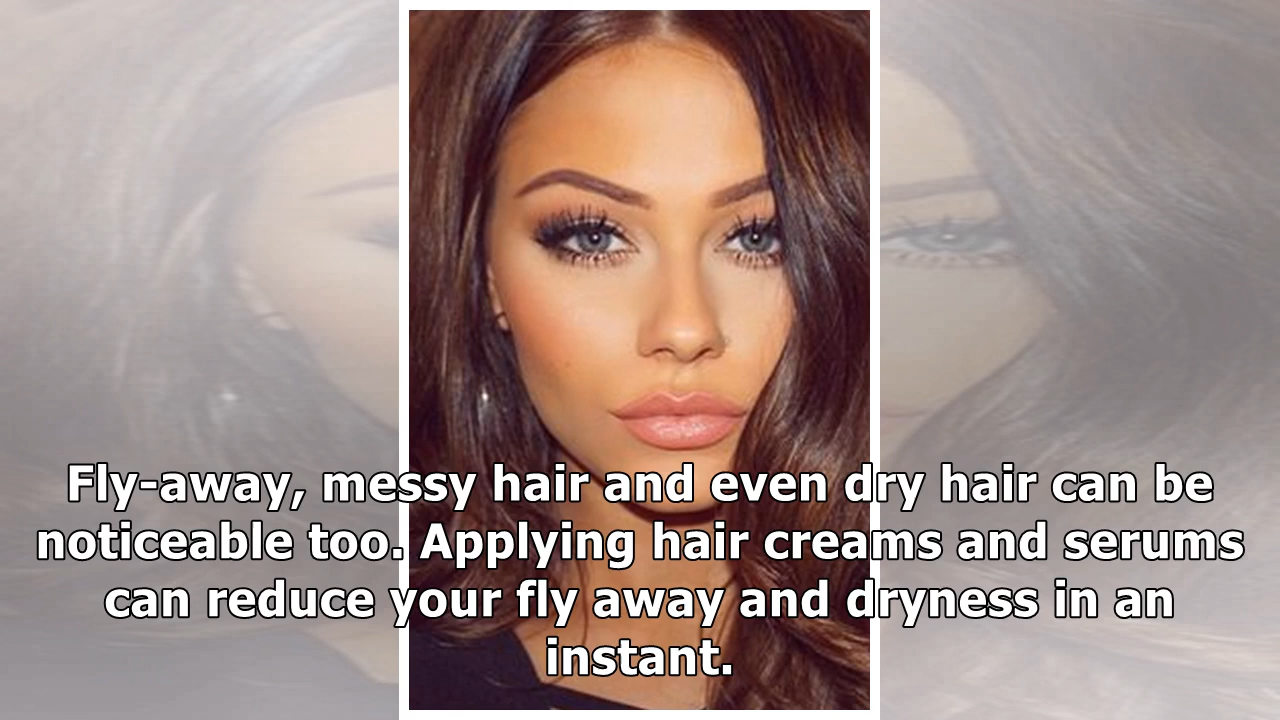 Fly-away, messy hair and even dry hair can be
noticeable too. Applying hair creams and serums
can reduce your fly away and dryness in an
instant.